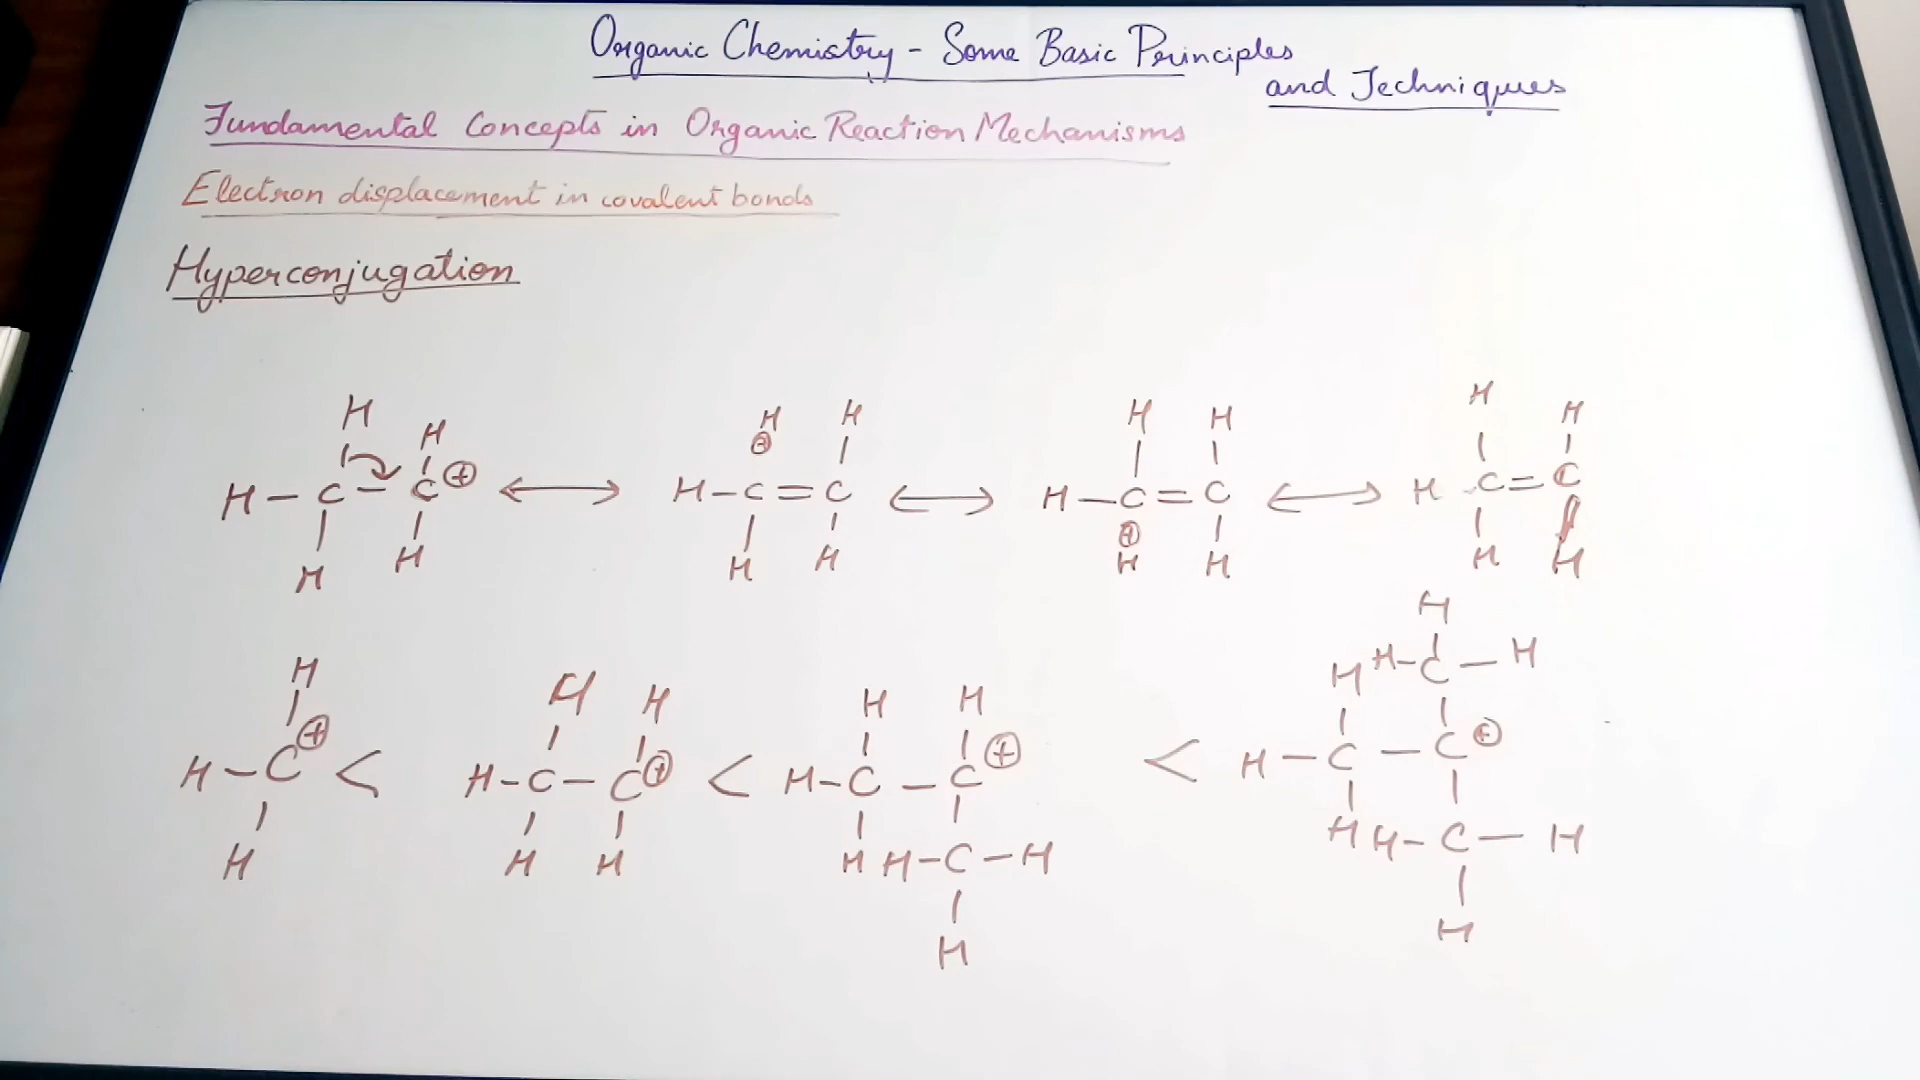 Organic Chemistry - Some Basic Principles
and Techniques
Fundamental Concepts in Organic Reaction Mechanisms
Electron displacement in covalent bonds
Hyperconjugation
H H H H H H H H
H - C - C ⊕ ⟷ H - C = C ⟷ H - C = C ⟷ H C = C
H H H H ⊕ H H H H
H
H H - C - H
H H H H H H
H - C ⊕ < H - C - C ⊕ < H - C - C ⊕ < H - C - C ⊕
H H H H H - C - H H H - C - H
H H